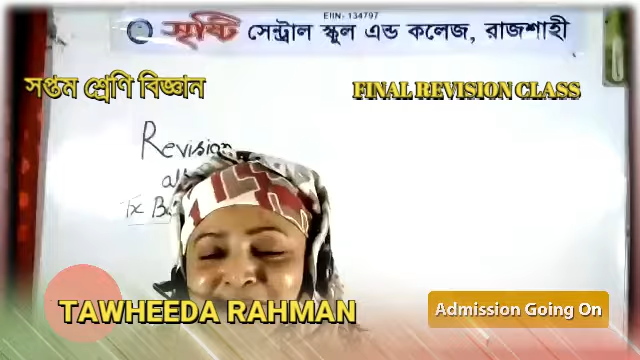 EIIN: 134797
সৃষ্টি সেন্ট্রাল স্কুল এন্ড কলেজ, রাজশাহী
সপ্তম শ্রেণি বিজ্ঞান
FINAL REVISION CLASS
Revision
TAWHEEDA RAHMAN
Admission Going On